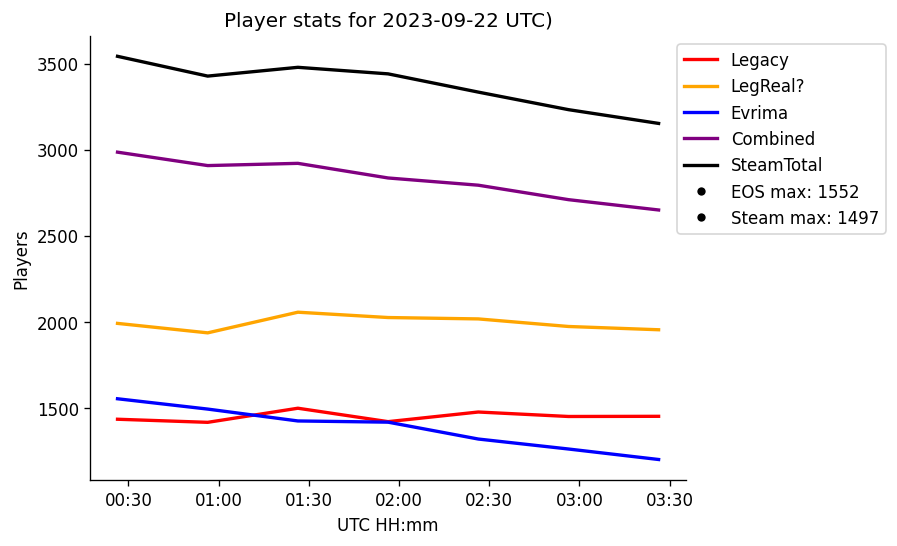 Player stats for 2023-09-22 UTC)
Legacy
LegReal?
Evrima
Combined
SteamTotal
EOS max: 1552
Steam max: 1497
Players
3500
3000
2500
2000
1500
00:30 01:00 01:30 02:00 02:30 03:00 03:30
UTC HH:mm